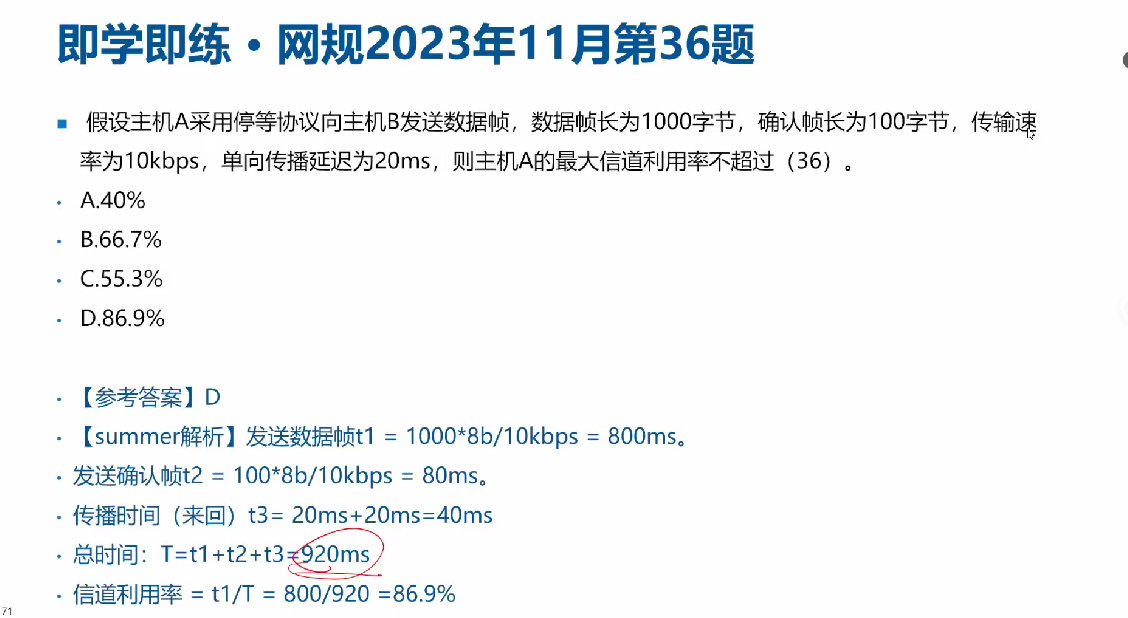 即学即练·网规2023年11月第36题
假设主机A采用停等协议向主机B发送数据帧，数据帧长为1000字节，确认帧长为100字节，传输速
率为10kbps，单向传播延迟为20ms，则主机A的最大信道利用率不超过（36）。
A.40%
B.66.7%
C.55.3%
D.86.9%
【参考答案】D
【summer解析】发送数据帧t1 = 1000*8b/10kbps = 800ms。
发送确认帧t2 = 100*8b/10kbps = 80ms。
传播时间（来回）t3= 20ms+20ms=40ms
总时间：T=t1+t2+t3=920ms
信道利用率 = t1/T = 800/920 =86.9%
71